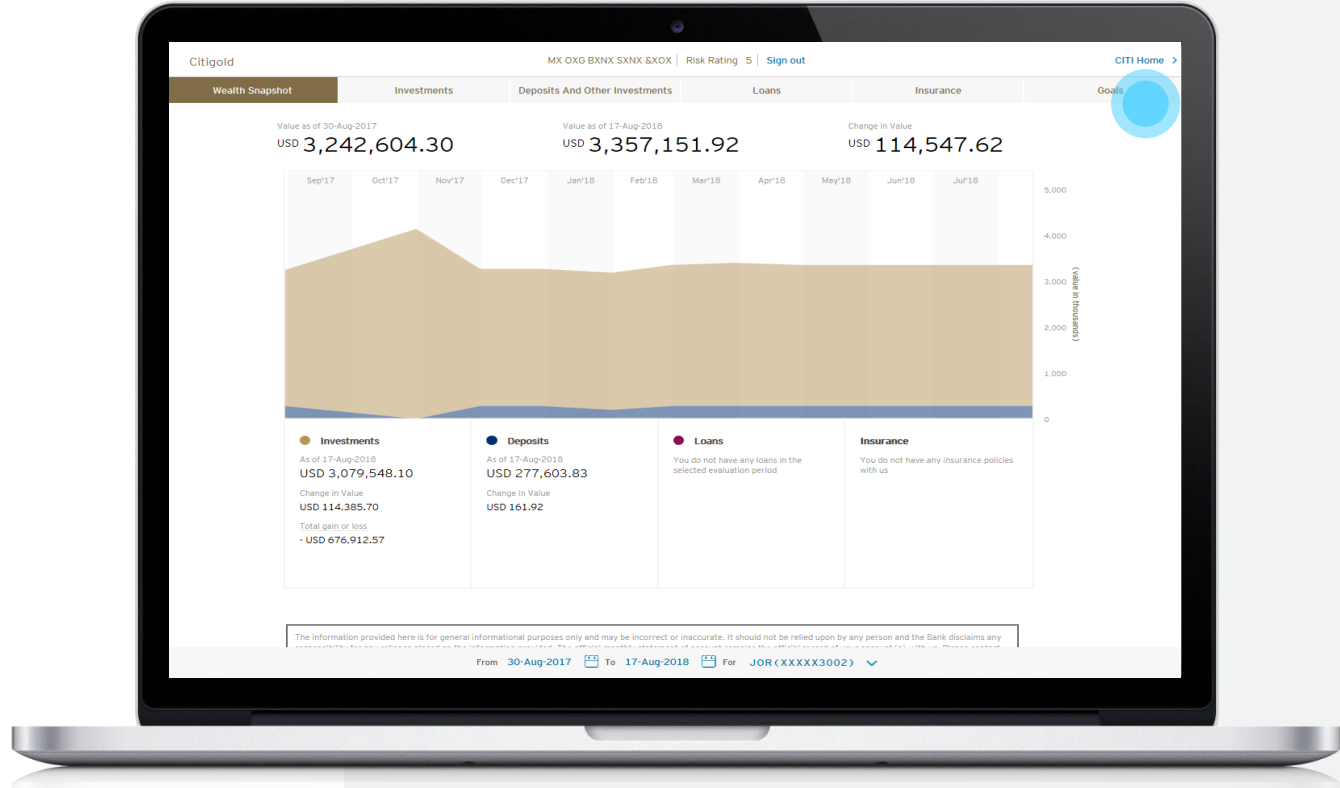 Citigold
MX OXG BXNX SXNX &XOX | Risk Rating 5 | Sign out
CITI Home >
Wealth Snapshot
Investments
Deposits And Other Investments
Loans
Insurance
Goals
Value as of 30-Aug-2017
USD 3,242,604.30
Value as of 17-Aug-2018
USD 3,357,151.92
Change in Value
USD 114,547.62
Sep'17 Oct'17 Nov'17 Dec'17 Jan'18 Feb'18 Mar'18 Apr'18 May'18 Jun'18 Jul'18
5,000
4,000
3,000
2,000
1,000
0
(value in thousands)
Investments
As of 17-Aug-2018
USD 3,079,548.10
Change in Value
USD 114,385.70
Total gain or loss
- USD 676,912.57
Deposits
As of 17-Aug-2018
USD 277,603.83
Change in Value
USD 161.92
Loans
You do not have any loans in the
selected evaluation period
Insurance
You do not have any insurance policies
with us
The information provided here is for general informational purposes only and may be incorrect or inaccurate. It should not be relied upon by any person and the Bank disclaims any
From 30-Aug-2017 To 17-Aug-2018 For JOR(XXXXX3002)